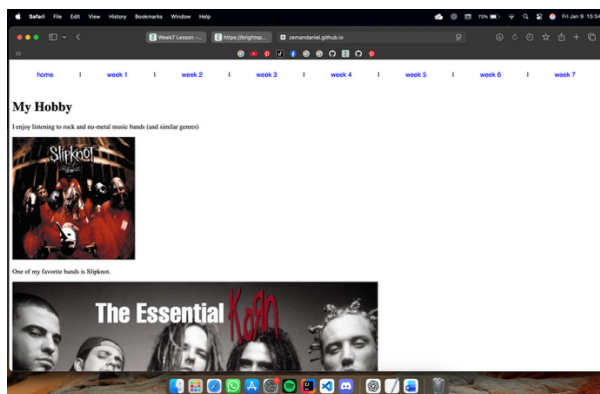 Safari File Edit View History Bookmarks Window Help 73% Fri Jan 9 15:54
Week7 Lesson -... https://brightsp... zemandaniel.github.io
home | week 1 | week 2 | week 3 | week 4 | week 5 | week 6 | week 7
My Hobby
I enjoy listening to rock and nu-metal music bands (and similar genres)
SlipKnoT
One of my favorite bands is Slipknot.
The Essential KoRn